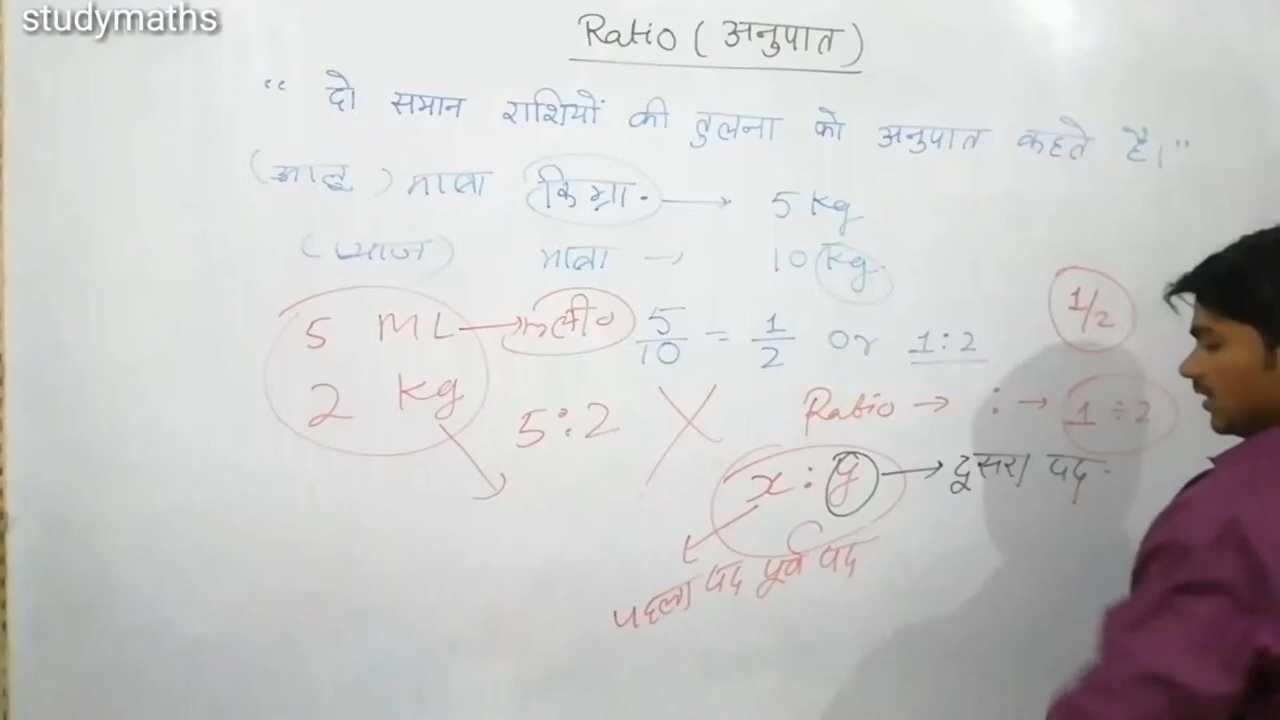 studymaths
Ratio (अनुपात)
“ दो समान राशियों की तुलना को अनुपात कहते है।”
(आलू) मात्रा किग्रा. → 5 kg
(प्याज) मात्रा → 10 kg
5 ML →
2 kg
5:2
5/10 = 1/2 or 1:2
1/2
Ratio → : → 1 ÷ 2
x : y → दूसरा पद
पहला पद पूर्व पद